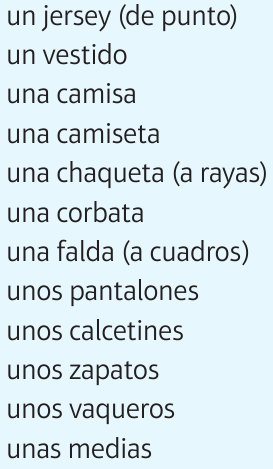 un jersey (de punto)
un vestido
una camisa
una camiseta
una chaqueta (a rayas)
una corbata
una falda (a cuadros)
unos pantalones
unos calcetines
unos zapatos
unos vaqueros
unas medias